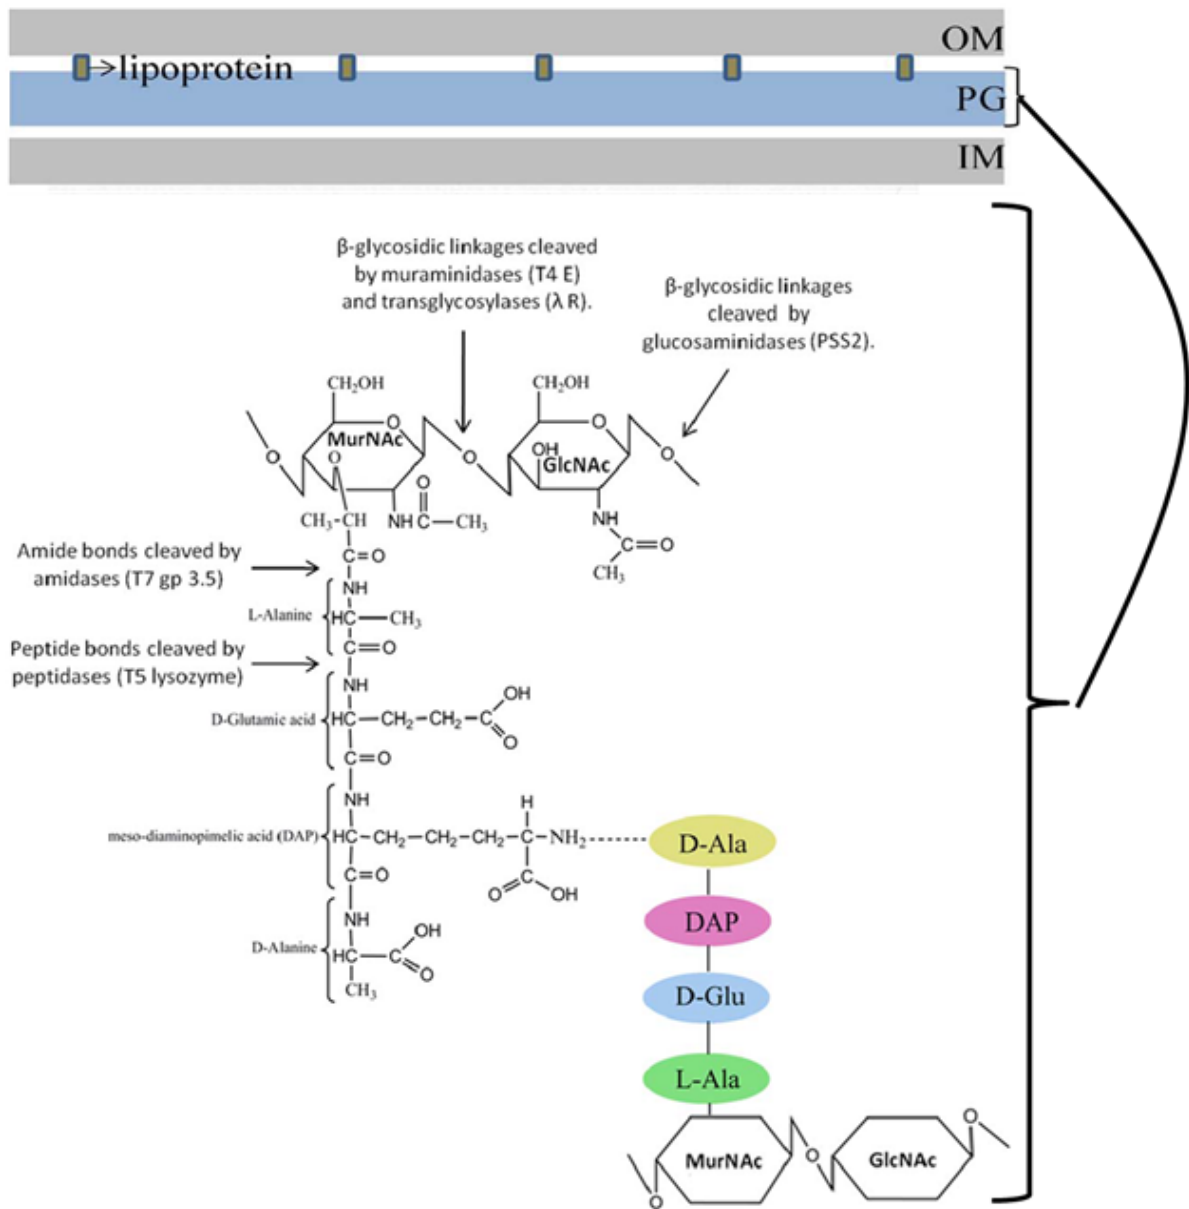 OM
lipoprotein
PG
IM
β-glycosidic linkages cleaved
by muraminidases (T4 E)
and transglycosylases (λ R).
β-glycosidic linkages
cleaved by
glucosaminidases (PSS2).
CH2OH
CH2OH
O
MurNAc
O
O
OH
GlcNAc
O
O
O
O
CH3-CH
NH
C
CH3
NH
C=O
CH3
C=O
Amide bonds cleaved by
amidases (T7 gp 3.5)
NH
L-Alanine
HC
CH3
C=O
Peptide bonds cleaved by
peptidases (T5 lysozyme)
NH
OH
D-Glutamic acid
HC-CH2-CH2-C
O
C=O
NH
H
meso-diaminopimelic acid (DAP)
HC-CH2-CH2-CH2-C-NH2
D-Ala
C=O
C
O
OH
NH
DAP
OH
D-Alanine
HC
C
O
CH3
D-Glu
L-Ala
O
MurNAc
O
GlcNAc
O